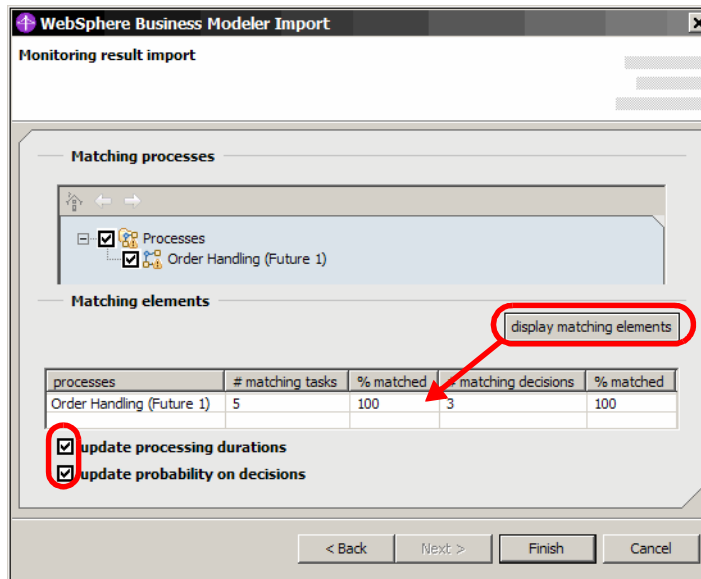 WebSphere Business Modeler Import
Monitoring result import
Matching processes
Processes
Order Handling (Future 1)
Matching elements
display matching elements
processes # matching tasks % matched # matching decisions % matched
Order Handling (Future 1) 5 100 3 100
update processing durations
update probability on decisions
< Back Next > Finish Cancel